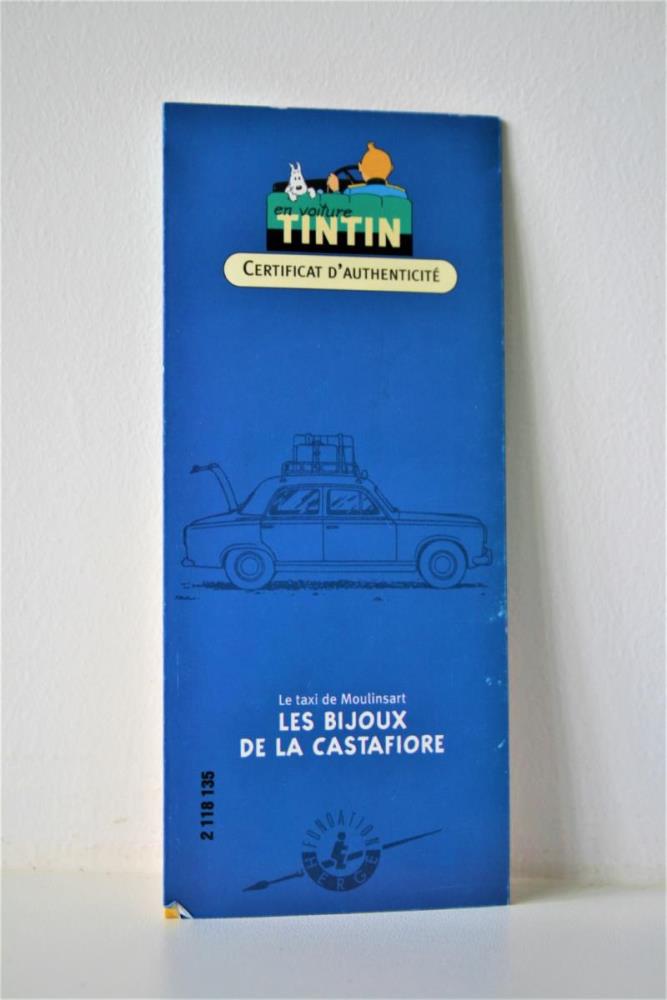 en voiture
TINTIN
CERTIFICAT D'AUTHENTICITÉ
Le taxi de Moulinsart
LES BIJOUX
DE LA CASTAFIORE
2 118 135
FONDATION
HERGÉ